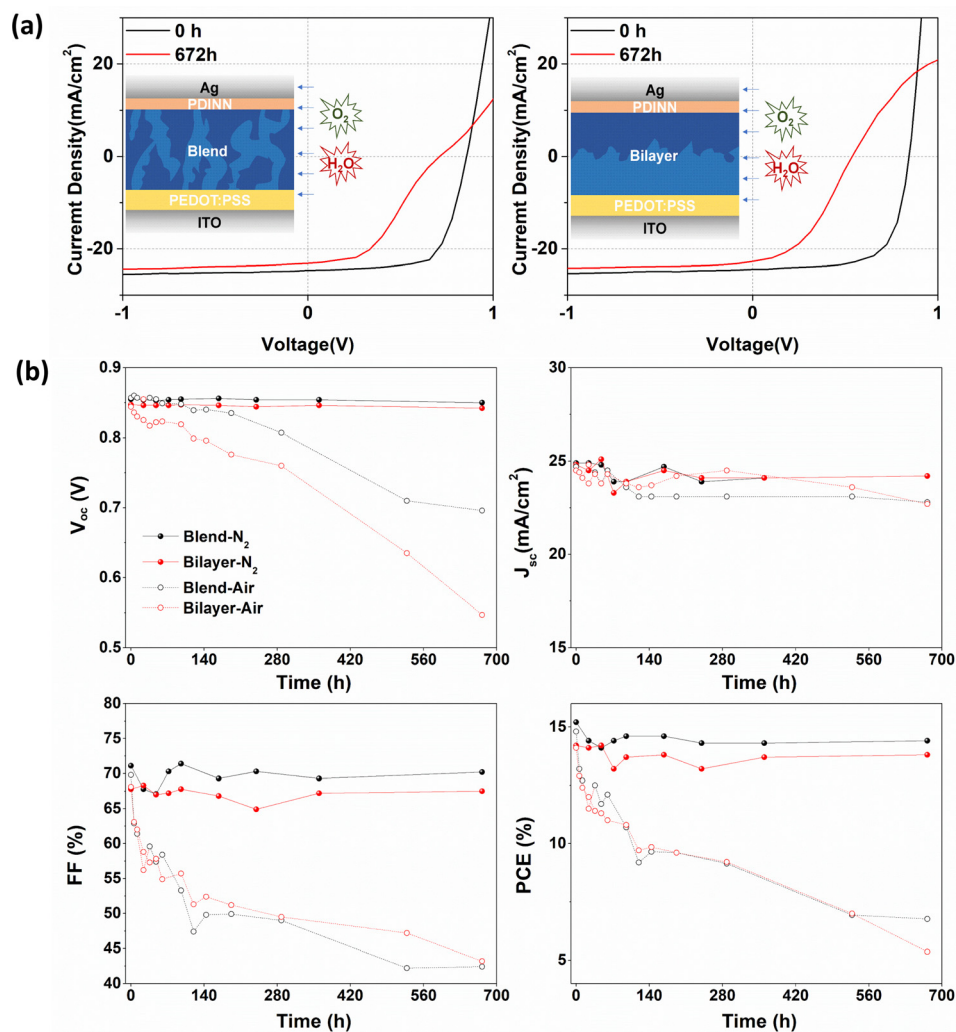 (a)
0 h
672h
Ag
PDINN
Blend
PEDOT:PSS
ITO
O2
H2O
Curremt Density(mA/cm2)
20
0
-20
-1
0
1
Voltage(V)
0 h
672h
Ag
PDINN
Bilayer
PEDOT:PSS
ITO
O2
H2O
Curremt Density(mA/cm2)
20
0
-20
-1
0
1
Voltage(V)
(b)
0.9
0.8
0.7
0.6
0.5
Voc (V)
Blend-N2
Bilayer-N2
Blend-Air
Bilayer-Air
0 140 280 420 560 700
Time (h)
30
25
20
15
Jsc(mA/cm2)
0 140 280 420 560 700
Time (h)
80
75
70
65
60
55
50
45
40
FF (%)
0 140 280 420 560 700
Time (h)
15
10
5
PCE (%)
0 140 280 420 560 700
Time (h)